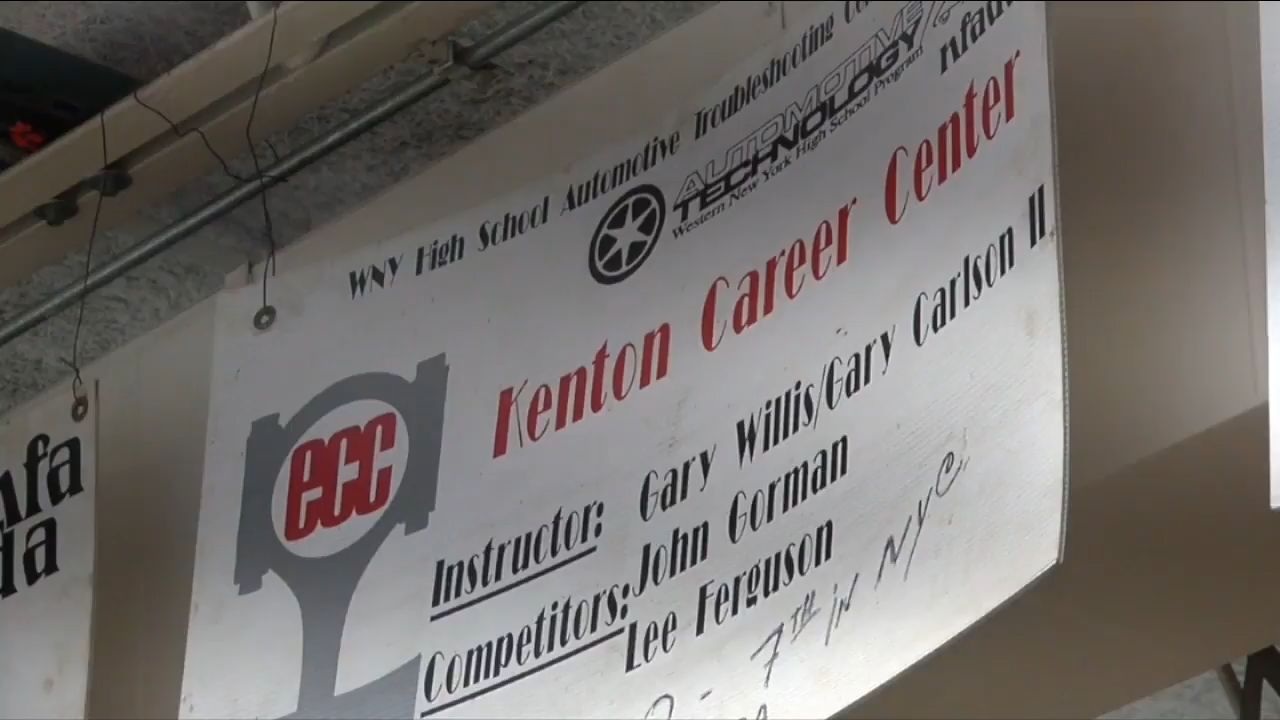 WNY High School Automotive Troubleshooting
AUTOMOTIVE
TECHNOLOGY
Western New York High School Program
nfada
Kenton Career Center
ecc
Instructor: Gary Willis/Gary Carlson II
Competitors: John Gorman
Lee Ferguson
7TH IN NYC